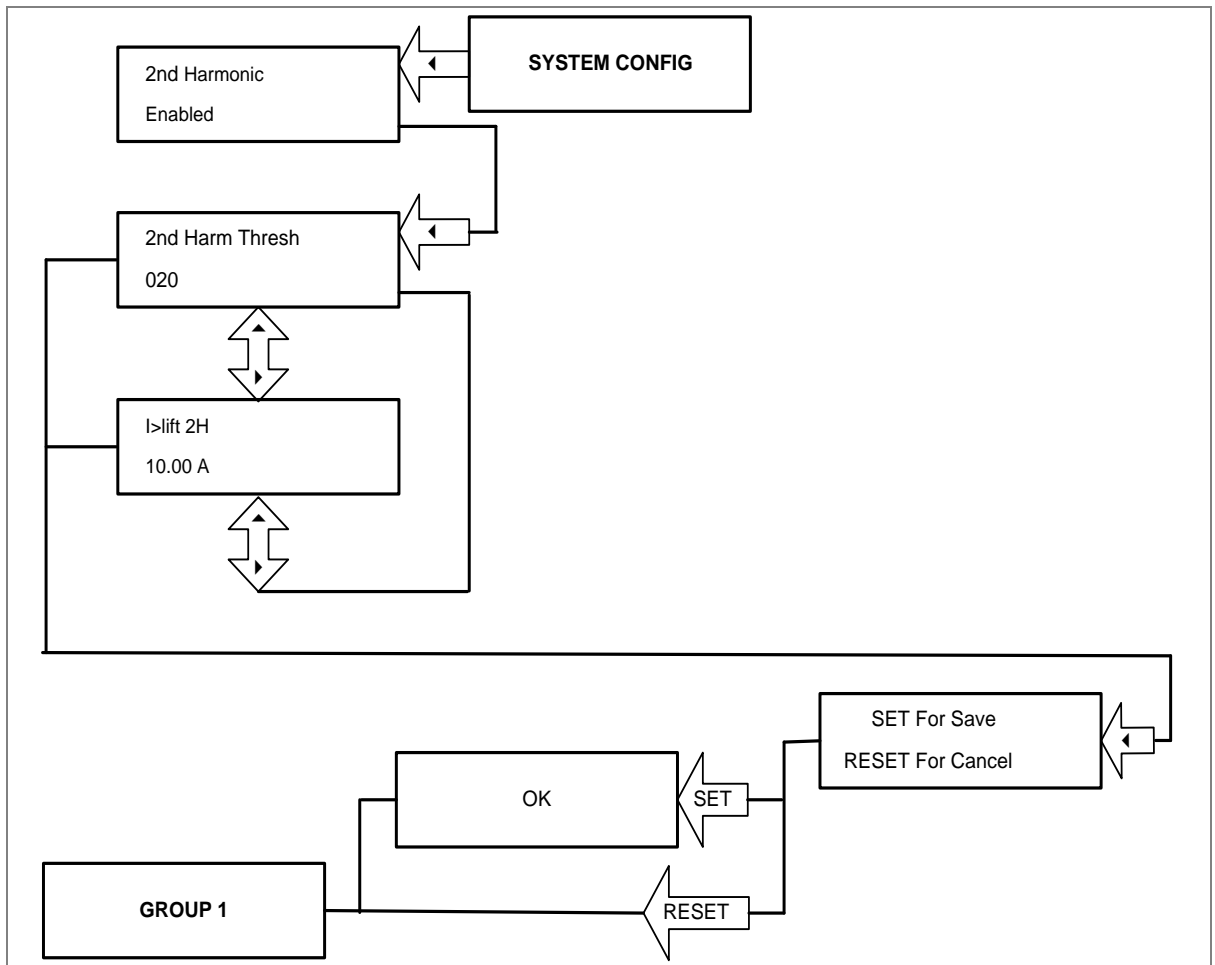 SYSTEM CONFIG
2nd Harmonic
Enabled
2nd Harm Thresh
020
I>lift 2H
10.00 A
SET For Save
RESET For Cancel
OK
SET
GROUP 1
RESET